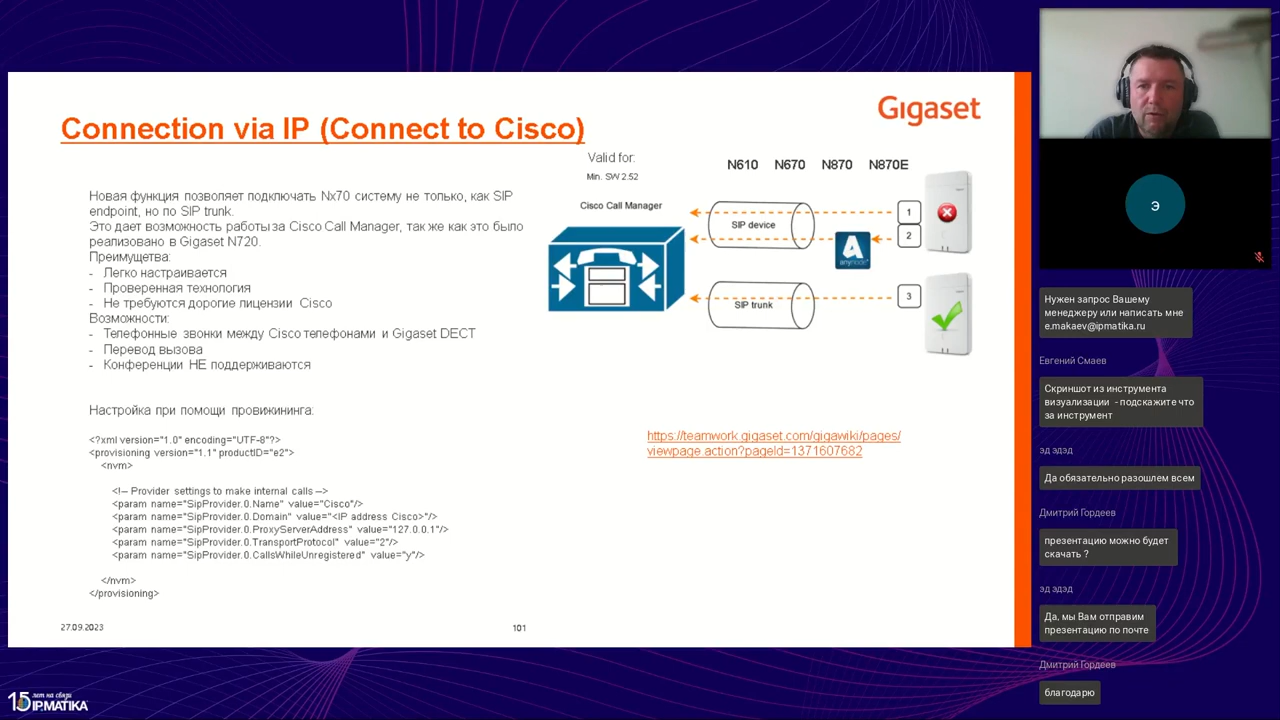 Connection via IP (Connect to Cisco)
Gigaset
Valid for:
Min. SW 2.52
N610 N670 N870 N870E
Новая функция позволяет подключать Nx70 систему не только, как SIP
endpoint, но по SIP trunk.
Это дает возможность работы за Cisco Call Manager, так же как это было
реализовано в Gigaset N720.
Преимущетва:
- Легко настраивается
- Проверенная технология
- Не требуются дорогие лицензии Cisco
Возможности:
- Телефонные звонки между Cisco телефонами и Gigaset DECT
- Перевод вызова
- Конференции НЕ поддерживаются
Cisco Call Manager
SIP device
1
2
anynode
SIP trunk
3
Настройка при помощи провижининга:
<?xml version="1.0" encoding="UTF-8"?>
<provisioning version="1.1" productID="e2">
<nvm>
<!-- Provider settings to make internal calls -->
<param name="SipProvider.0.Name" value="Cisco"/>
<param name="SipProvider.0.Domain" value="<IP address Cisco>"/>
<param name="SipProvider.0.ProxyServerAddress" value="127.0.0.1"/>
<param name="SipProvider.0.TransportProtocol" value="2"/>
<param name="SipProvider.0.CallsWhileUnregistered" value="y"/>
</nvm>
</provisioning>
https://teamwork.gigaset.com/gigawiki/pages/
viewpage.action?pageId=1371607682
27.09.2023
101
15 лет на связи
IPMATIKA
Э
Нужен запрос Вашему
менеджеру или написать мне
e.makaev@ipmatika.ru
Евгений Смаев
Скриншот из инструмента
визуализации - подскажите что
за инструмент
эд эдэд
Да обязательно разошлем всем
Дмитрий Гордеев
презентацию можно будет
скачать ?
эд эдэд
Да, мы Вам отправим
презентацию по почте
Дмитрий Гордеев
благодарю